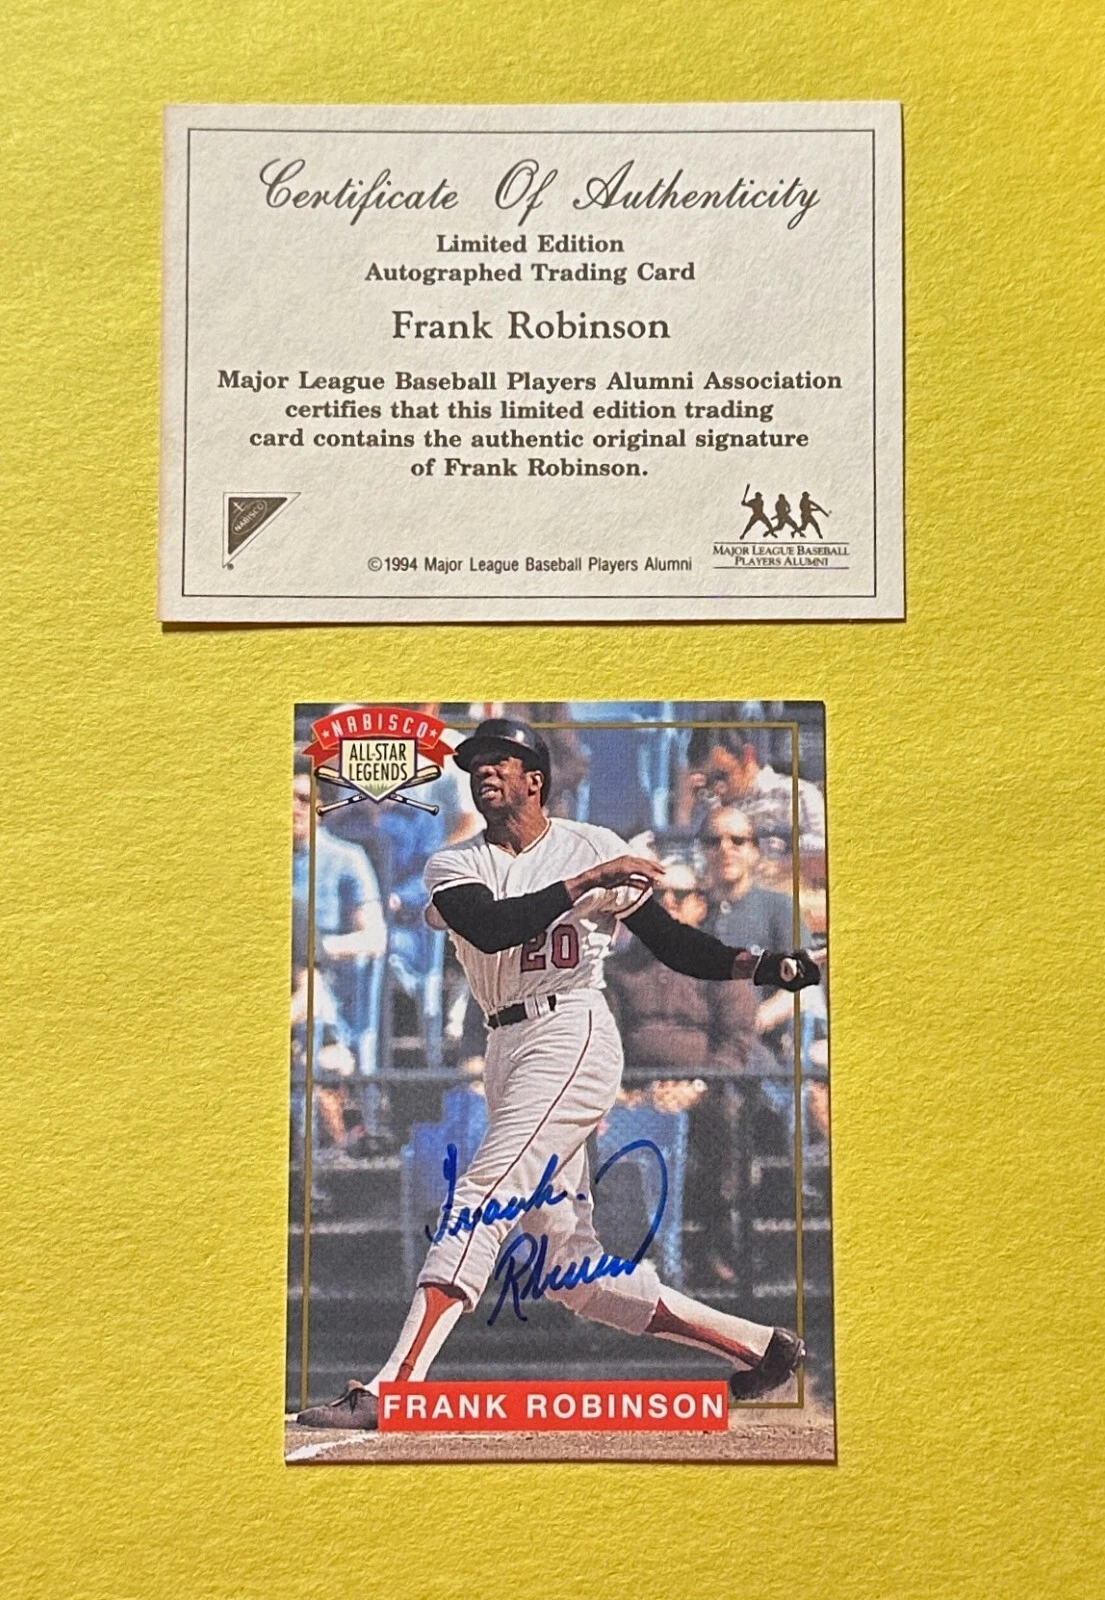 Certificate Of Authenticity
Limited Edition
Autographed Trading Card
Frank Robinson
Major League Baseball Players Alumni Association
certifies that this limited edition trading
card contains the authentic original signature
of Frank Robinson.
NABISCO
®
MAJOR LEAGUE BASEBALL
PLAYERS ALUMNI
©1994 Major League Baseball Players Alumni
NABISCO
ALL-STAR
LEGENDS
20
Frank
Robinson
FRANK ROBINSON